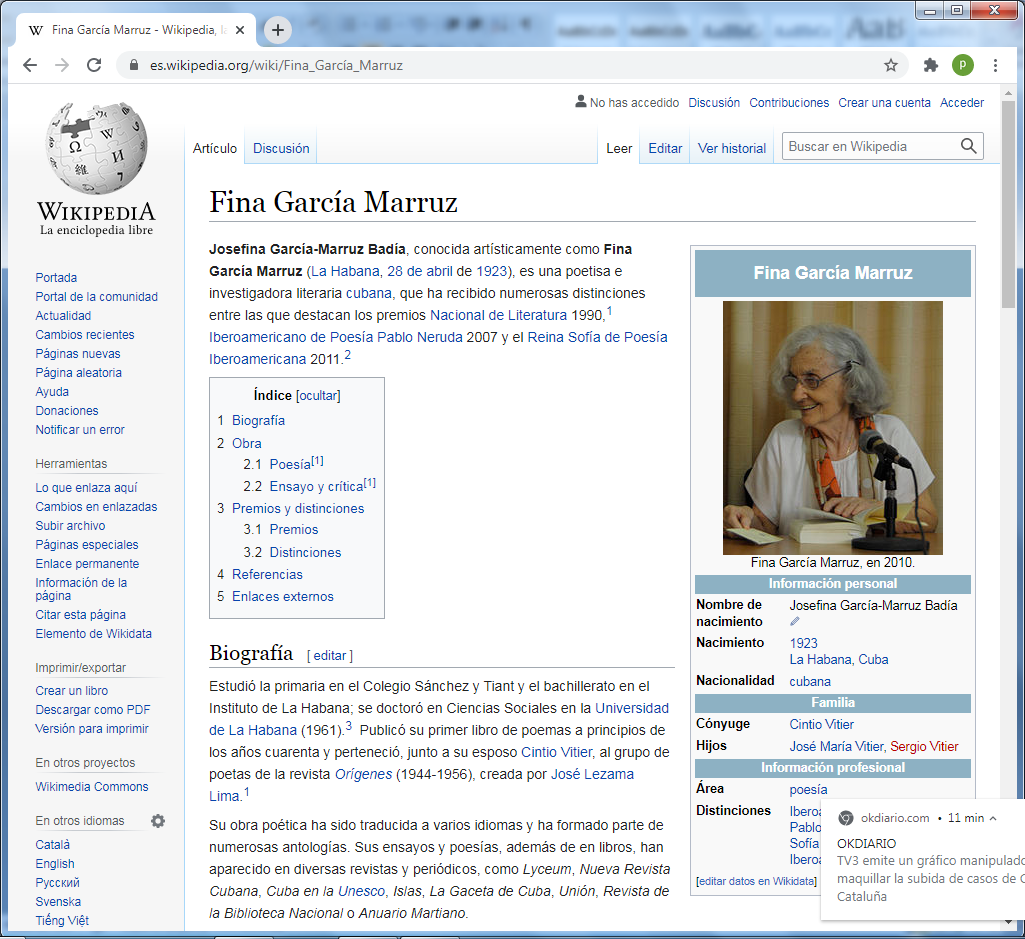 Fina García Marruz - Wikipedia, l
es.wikipedia.org/wiki/Fina_García_Marruz
p
No has accedido Discusión Contribuciones Crear una cuenta Acceder
Artículo Discusión Leer Editar Ver historial Buscar en Wikipedia
WIKIPEDIA
La enciclopedia libre
Portada
Portal de la comunidad
Actualidad
Cambios recientes
Páginas nuevas
Página aleatoria
Ayuda
Donaciones
Notificar un error
Herramientas
Lo que enlaza aquí
Cambios en enlazadas
Subir archivo
Páginas especiales
Enlace permanente
Información de la
página
Citar esta página
Elemento de Wikidata
Imprimir/exportar
Crear un libro
Descargar como PDF
Versión para imprimir
En otros proyectos
Wikimedia Commons
En otros idiomas
Català
English
Русский
Svenska
Tiếng Việt
Fina García Marruz
Josefina García-Marruz Badía, conocida artísticamente como Fina
García Marruz (La Habana, 28 de abril de 1923), es una poetisa e
investigadora literaria cubana, que ha recibido numerosas distinciones
entre las que destacan los premios Nacional de Literatura 1990,1
Iberoamericano de Poesía Pablo Neruda 2007 y el Reina Sofía de Poesía
Iberoamericana 2011.2
Índice [ocultar]
1 Biografía
2 Obra
2.1 Poesía[1]
2.2 Ensayo y crítica[1]
3 Premios y distinciones
3.1 Premios
3.2 Distinciones
4 Referencias
5 Enlaces externos
Biografía [ editar ]
Estudió la primaria en el Colegio Sánchez y Tiant y el bachillerato en el
Instituto de La Habana; se doctoró en Ciencias Sociales en la Universidad
de La Habana (1961).3 Publicó su primer libro de poemas a principios de
los años cuarenta y perteneció, junto a su esposo Cintio Vitier, al grupo de
poetas de la revista Orígenes (1944-1956), creada por José Lezama
Lima.1
Su obra poética ha sido traducida a varios idiomas y ha formado parte de
numerosas antologías. Sus ensayos y poesías, además de en libros, han
aparecido en diversas revistas y periódicos, como Lyceum, Nueva Revista
Cubana, Cuba en la Unesco, Islas, La Gaceta de Cuba, Unión, Revista de
la Biblioteca Nacional o Anuario Martiano.
Fina García Marruz
Fina García Marruz, en 2010.
Información personal
Nombre de nacimiento Josefina García-Marruz Badía
Nacimiento 1923
La Habana, Cuba
Nacionalidad cubana
Familia
Cónyuge Cintio Vitier
Hijos José María Vitier, Sergio Vitier
Información profesional
Área poesía
Distinciones Iberoa
Pablo
Sofía
Iberoa
[editar datos en Wikidata]
okdiario.com • 11 min
OKDIARIO
TV3 emite un gráfico manipulado
maquillar la subida de casos de C
Cataluña